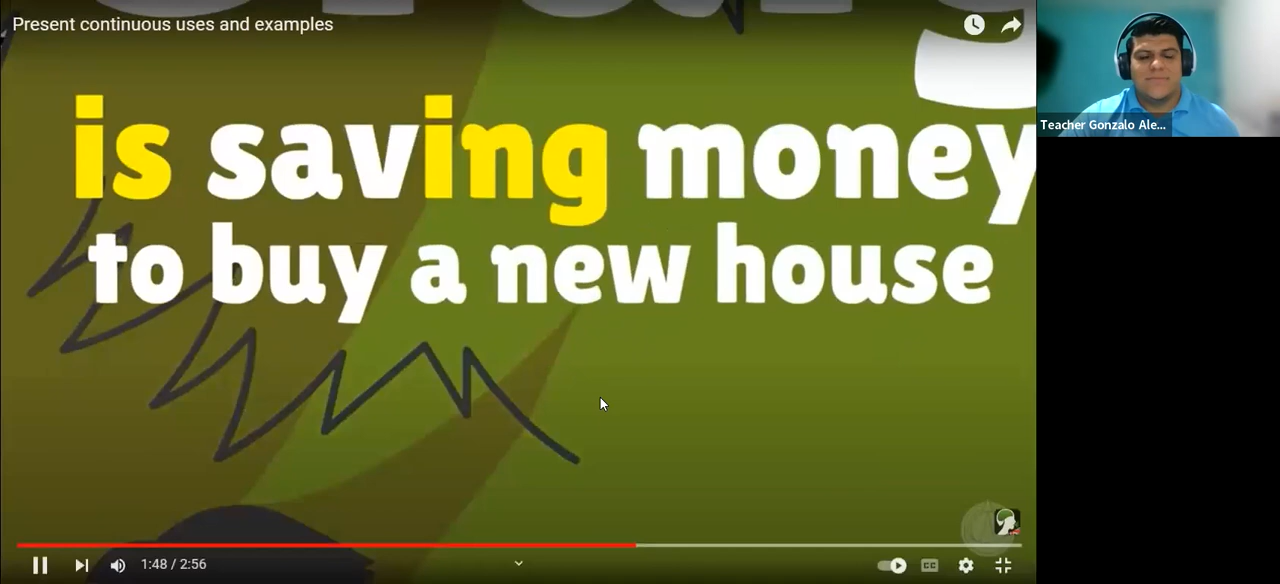 Present continuous uses and examples
is saving money
to buy a new house
Teacher Gonzalo Ale...
1:48 / 2:56
CC